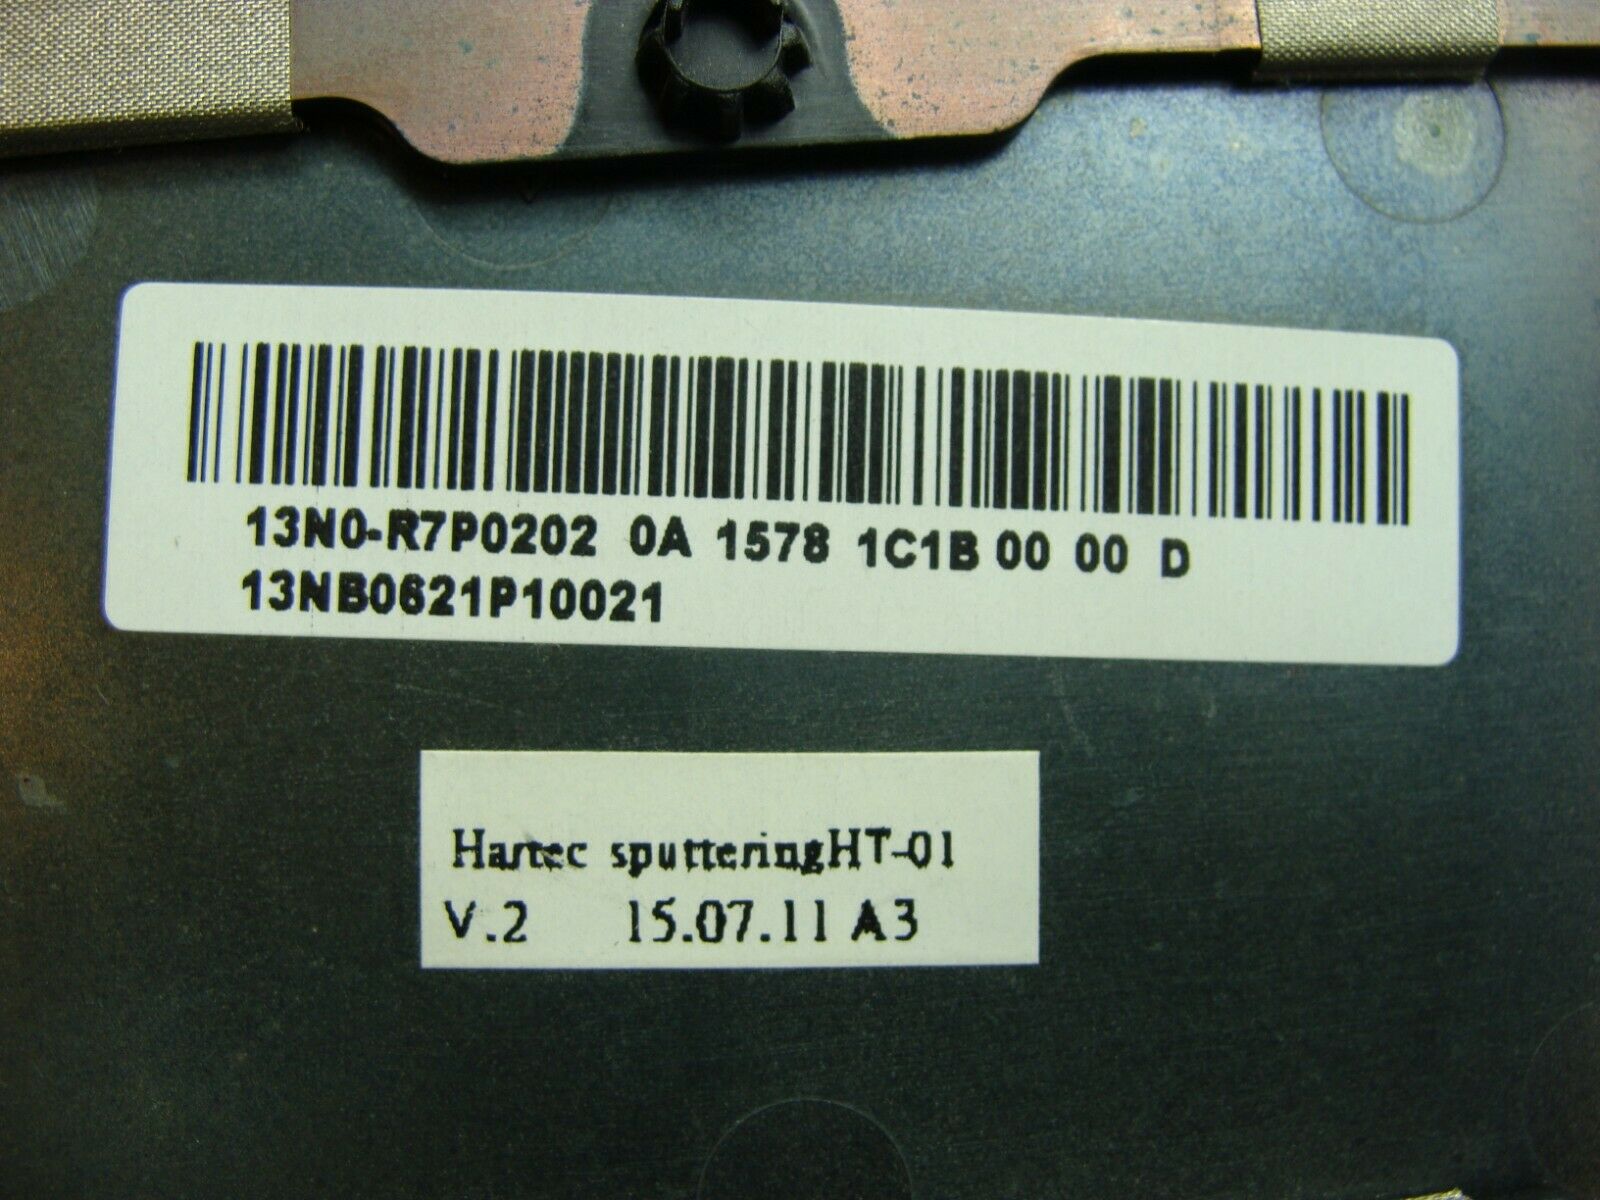 13N0-R7P0202 0A 1578 1C1B 00 00 D
13NB0621P10021
Hartec sputteringHT-01
V.2 15.07.11 A3